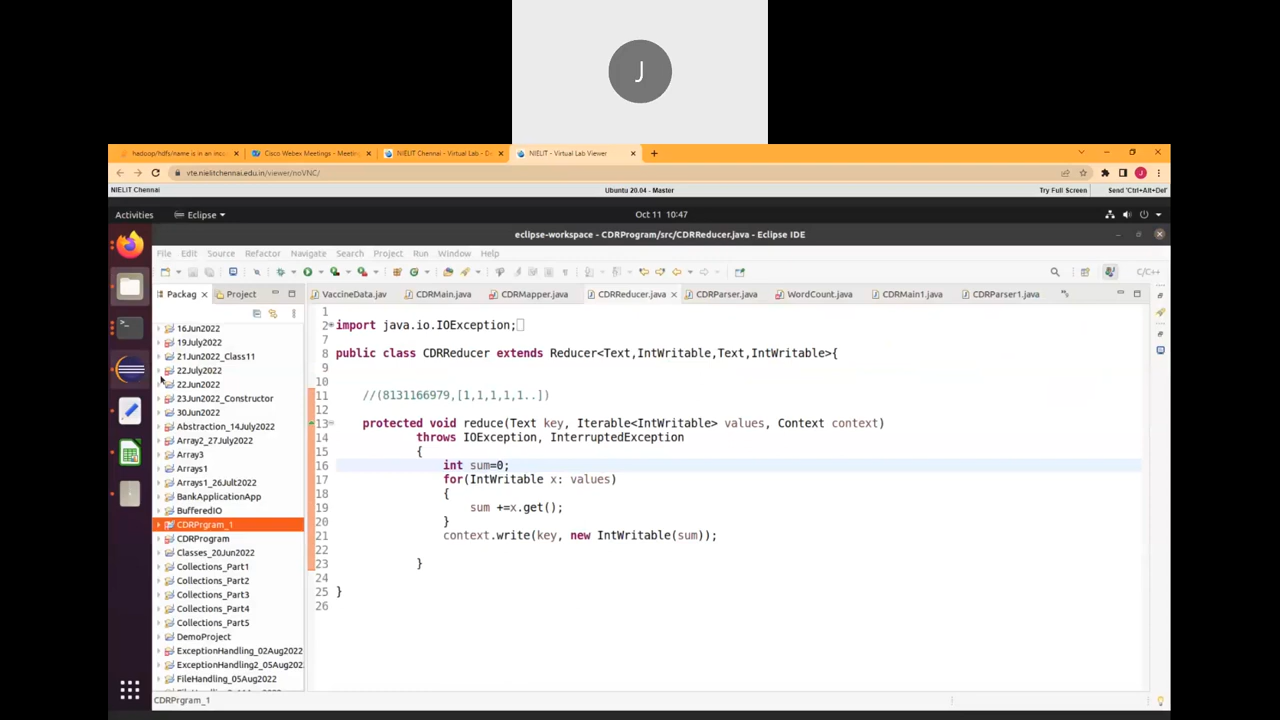 J
hadoop/hdfs/name is in an inco
Cisco Webex Meetings - Meetin
NIELIT Chennai - Virtual Lab - D
NIELIT - Virtual Lab Viewer
vte.nielitchennai.edu.in/viewer/noVNC/
J
NIELIT Chennai
Ubuntu 20.04 - Master
Try Full Screen
Send 'Ctrl+Alt+Del'
Activities
Eclipse
Oct 11 10:47
eclipse-workspace - CDRProgram/src/CDRReducer.java - Eclipse IDE
File Edit Source Refactor Navigate Search Project Run Window Help
C/C++
Packag
Project
VaccineData.jav
CDRMain.java
CDRMapper.java
CDRReducer.java
CDRParser.java
WordCount.java
CDRMain1.java
CDRParser1.java
16Jun2022
19July2022
21Jun2022_Class11
22July2022
22Jun2022
23Jun2022_Constructor
30Jun2022
Abstraction_14July2022
Array2_27July2022
Array3
Arrays1
Arrays1_26Jult2022
BankApplicationApp
BufferedIO
CDRPrgram_1
CDRProgram
Classes_20Jun2022
Collections_Part1
Collections_Part2
Collections_Part3
Collections_Part4
Collections_Part5
DemoProject
ExceptionHandling_02Aug2022
ExceptionHandling2_05Aug202
FileHandling_05Aug2022
1
2 import java.io.IOException;
7
8 public class CDRReducer extends Reducer<Text,IntWritable,Text,IntWritable>{
9
10
11 //(8131166979,[1,1,1,1,1..])
12
13 protected void reduce(Text key, Iterable<IntWritable> values, Context context)
14 throws IOException, InterruptedException
15 {
16 int sum=0;
17 for(IntWritable x: values)
18 {
19 sum +=x.get();
20 }
21 context.write(key, new IntWritable(sum));
22
23 }
24
25 }
26
CDRPrgram_1